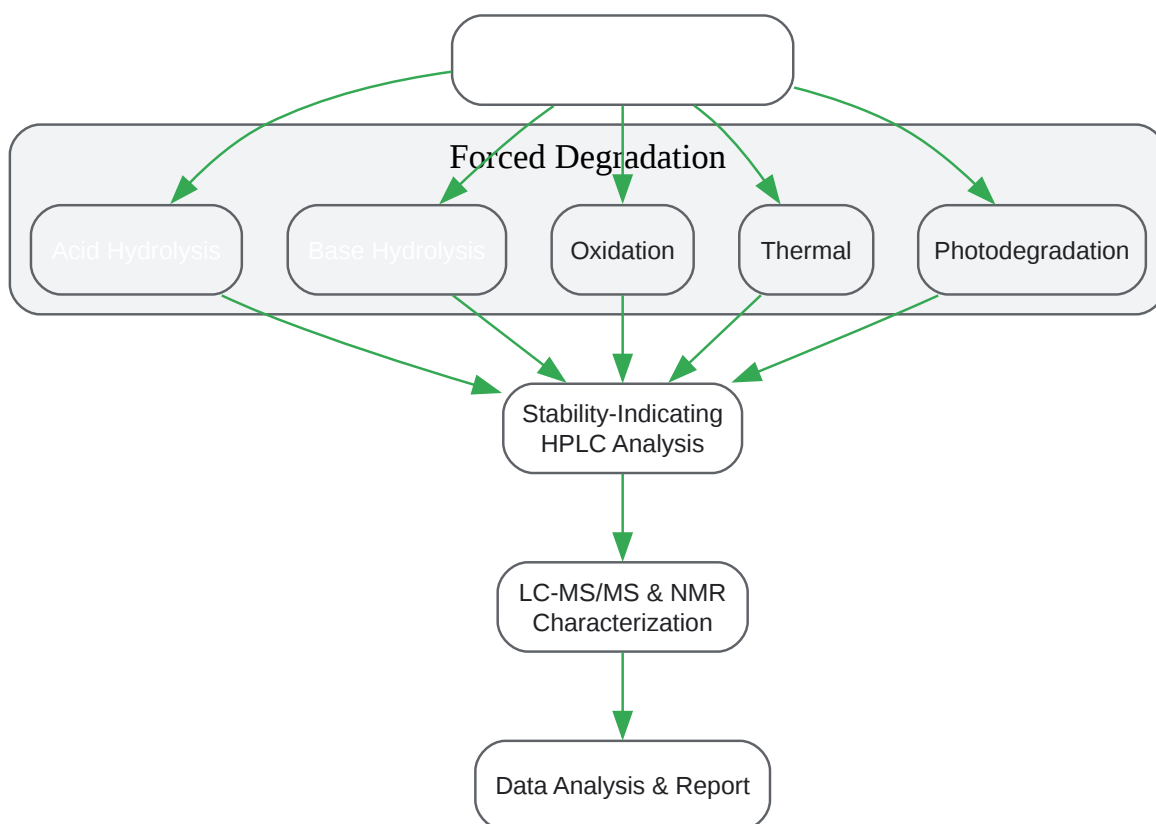 Forced Degradation
Acid Hydrolysis
Base Hydrolysis
Oxidation
Thermal
Photodegradation
Stability-Indicating
HPLC Analysis
LC-MS/MS & NMR
Characterization
Data Analysis & Report